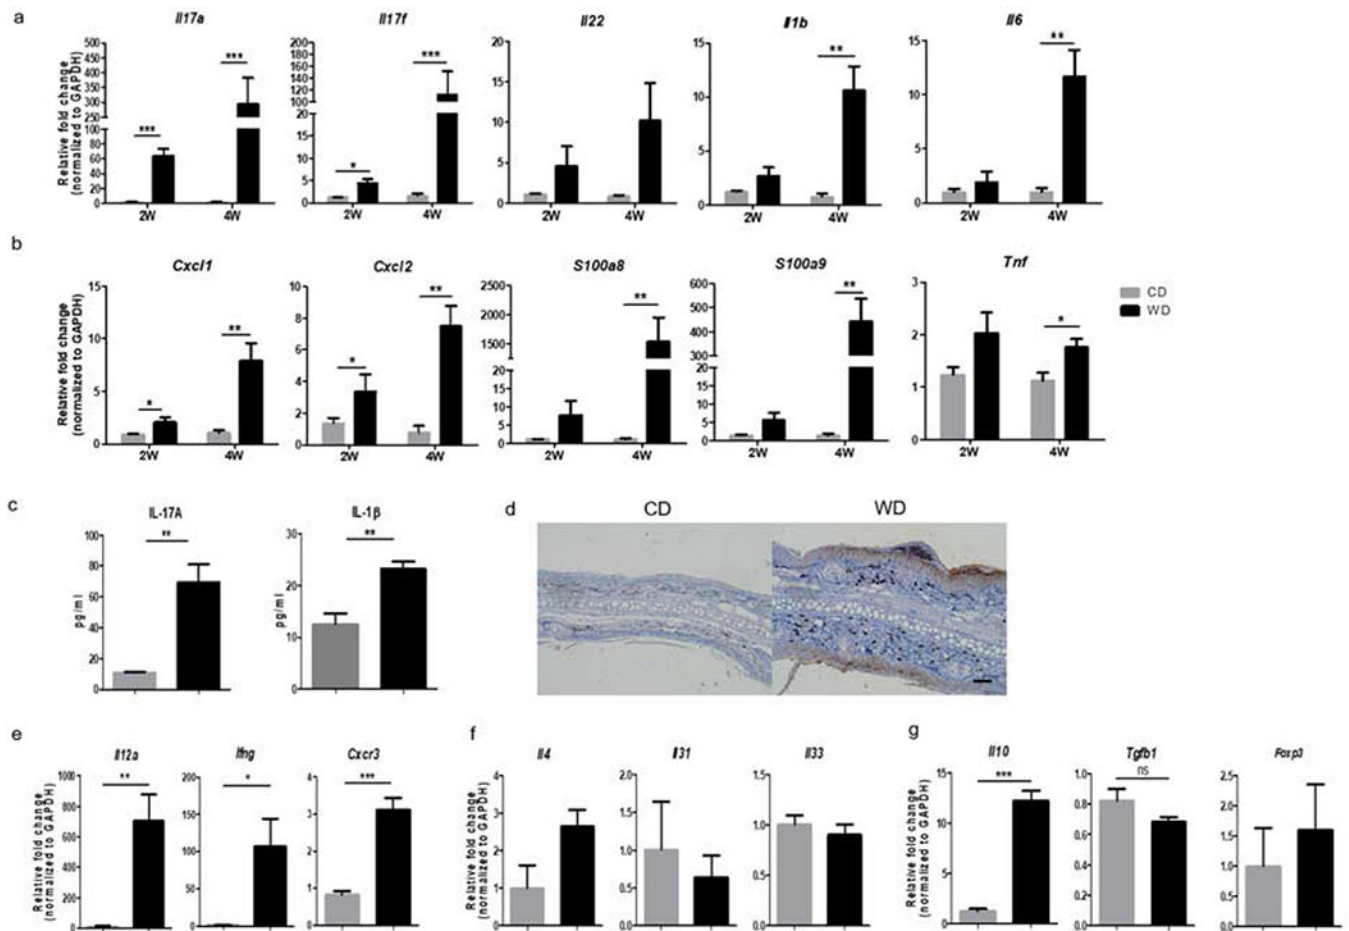 a
Il17a
Il17f
Il22
Il1b
Il6
Relative fold change
(normalized to GAPDH)
500
450
400
350
300
250
100
80
60
40
20
0
***
***
2W
4W
200
180
160
140
120
100
20
15
10
5
0
*
***
2W
4W
20
15
10
5
0
2W
4W
15
10
5
0
**
2W
4W
15
10
5
0
**
2W
4W
b
Cxcl1
Cxcl2
S100a8
S100a9
Tnf
Relative fold change
(normalized to GAPDH)
15
10
5
0
*
**
2W
4W
10
8
6
4
2
0
*
**
2W
4W
2500
2000
1500
20
15
10
5
0
**
2W
4W
600
500
400
300
20
15
10
5
0
**
2W
4W
3
2
1
0
*
2W
4W
CD
WD
c
IL-17A
pg/ml
100
80
60
40
20
0
**
IL-1β
pg/ml
30
20
10
0
**
d
CD
WD
e
Il12a
Ifng
Cxcr3
Relative fold change
(normalized to GAPDH)
1000
800
600
400
200
0
**
200
150
100
50
0
*
4
3
2
1
0
***
f
Il4
Il31
Il33
Relative fold change
(normalized to GAPDH)
4
3
2
1
0
2.0
1.5
1.0
0.5
0.0
1.5
1.0
0.5
0.0
g
Il10
Tgfb1
Foxp3
Relative fold change
(normalized to GAPDH)
15
10
5
0
***
1.0
0.8
0.6
0.4
0.2
0.0
ns
2.5
2.0
1.5
1.0
0.5
0.0